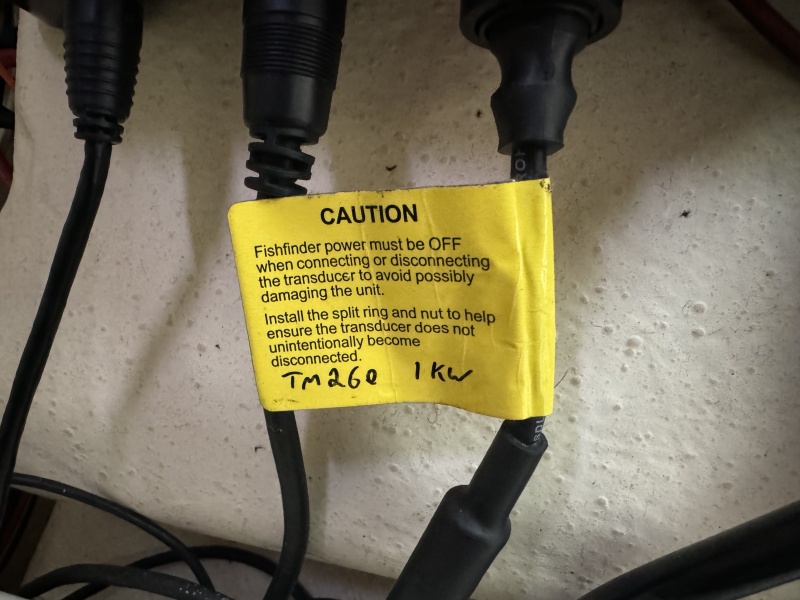 CAUTION
Fishfinder power must be OFF
when connecting or disconnecting
the transducer to avoid possibly
damaging the unit.
Install the split ring and nut to help
ensure the transducer does not
unintentionally become
disconnected.
TM260 1KW